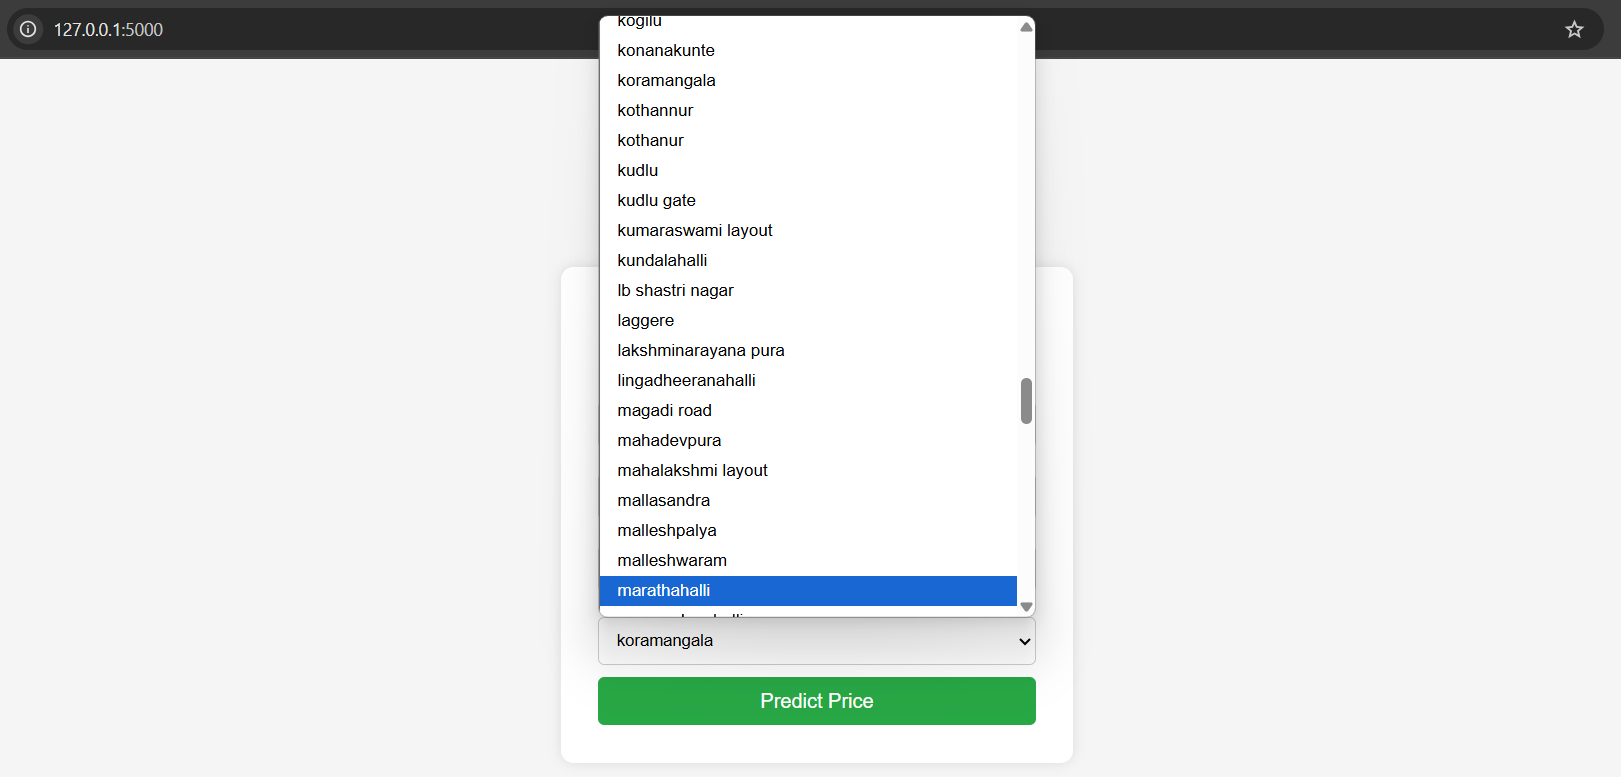 127.0.0.1:5000
kogilu
konanakunte
koramangala
kothannur
kothanur
kudlu
kudlu gate
kumaraswami layout
kundalahalli
lb shastri nagar
laggere
lakshminarayana pura
lingadheeranahalli
magadi road
mahadevpura
mahalakshmi layout
mallasandra
malleshpalya
malleshwaram
marathahalli
koramangala
Predict Price